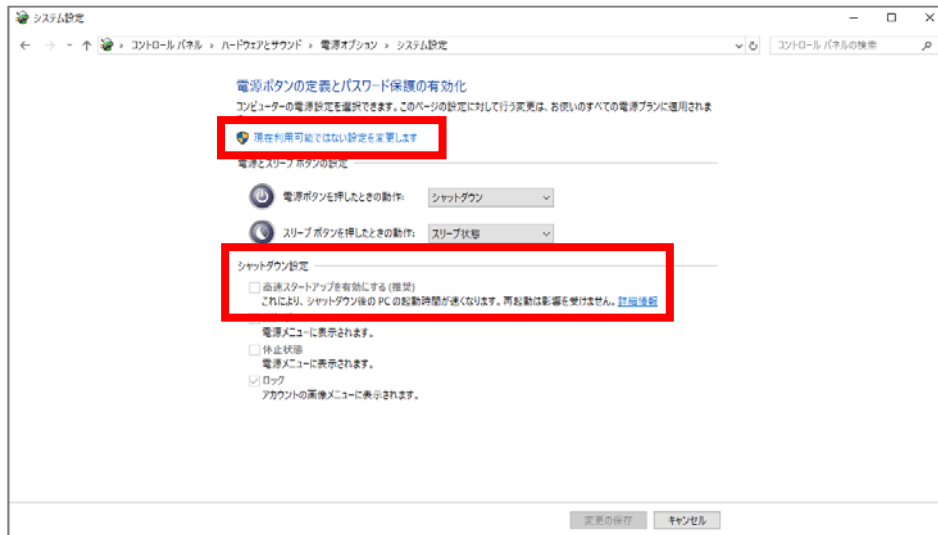 システム設定
コントロール パネル › ハードウェアとサウンド › 電源オプション › システム設定
コントロール パネルの検索
電源ボタンの定義とパスワード保護の有効化
コンピューターの電源設定を選択できます。このページの設定に対して行う変更は、お使いのすべての電源プランに適用されま
現在利用可能ではない設定を変更します
電源とスリープ ボタンの設定
電源ボタンを押したときの動作: シャットダウン
スリープ ボタンを押したときの動作: スリープ状態
シャットダウン設定
高速スタートアップを有効にする (推奨)
これにより、シャットダウン後の PC の起動時間が速くなります。再起動は影響を受けません。詳細情報
電源メニューに表示されます。
休止状態
電源メニューに表示されます。
ロック
アカウントの画像メニューに表示されます。
変更の保存 キャンセル